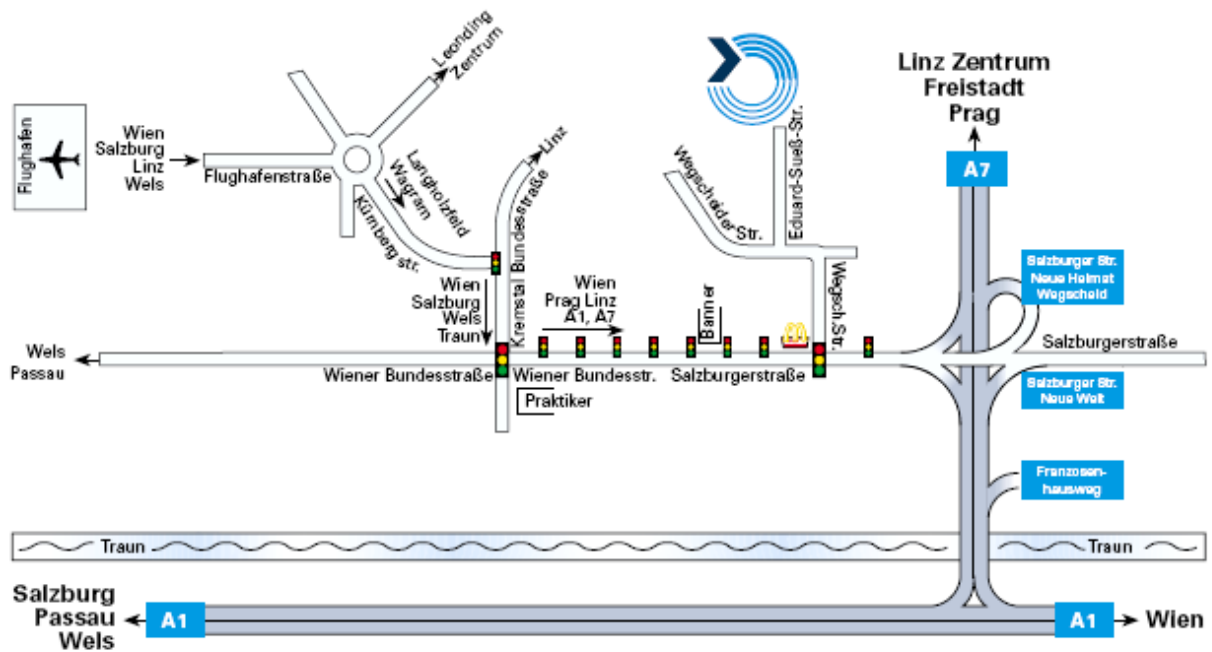 Leonding
Zentrum
Linz Zentrum
Freistadt
Prag
A7
Flughafen
Wien
Salzburg
Linz
Wels
Flughafenstraße
Langholzfeld
Wagram
Kürnberg str.
Linz
Kremstal Bundesstraße
Wegscheider Str.
Eduard-Sueß-Str.
Wegsch.Str.
Wien
Salzburg
Wels
Traun
Wien
Prag Linz
A1, A7
Banner
Salzburger Str.
Neue Heimat
Wegscheid
Salzburgerstraße
Wels
Passau
Wiener Bundesstraße
Wiener Bundesstr.
Salzburgerstraße
Praktiker
Salzburger Str.
Neue Welt
Franzosen-
hausweg
Traun
Traun
Salzburg
Passau
Wels
A1
A1
Wien